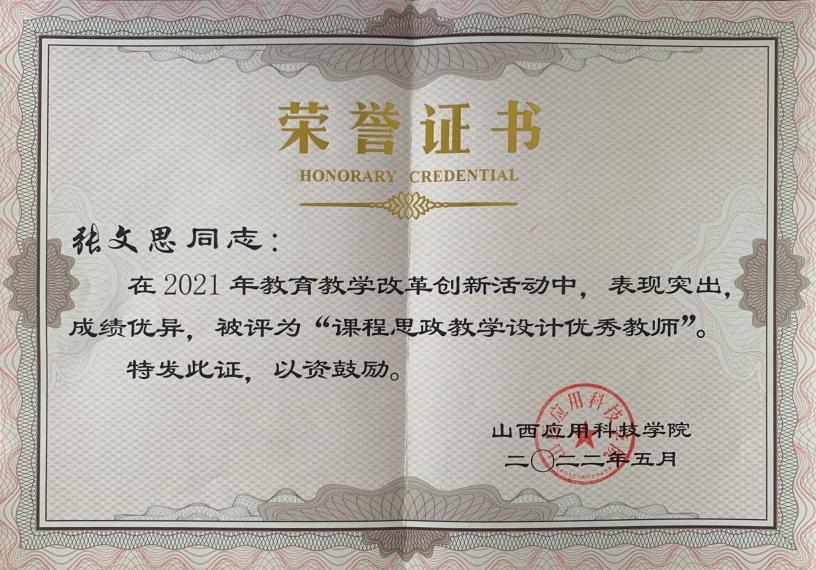 荣誉证书
HONORARY CREDENTIAL
张文思同志：
在2021年教育教学改革创新活动中，表现突出，
成绩优异，被评为“课程思政教学设计优秀教师”。
特发此证，以资鼓励。
山西应用科技学院
二〇二二年五月
山西应用科技学院